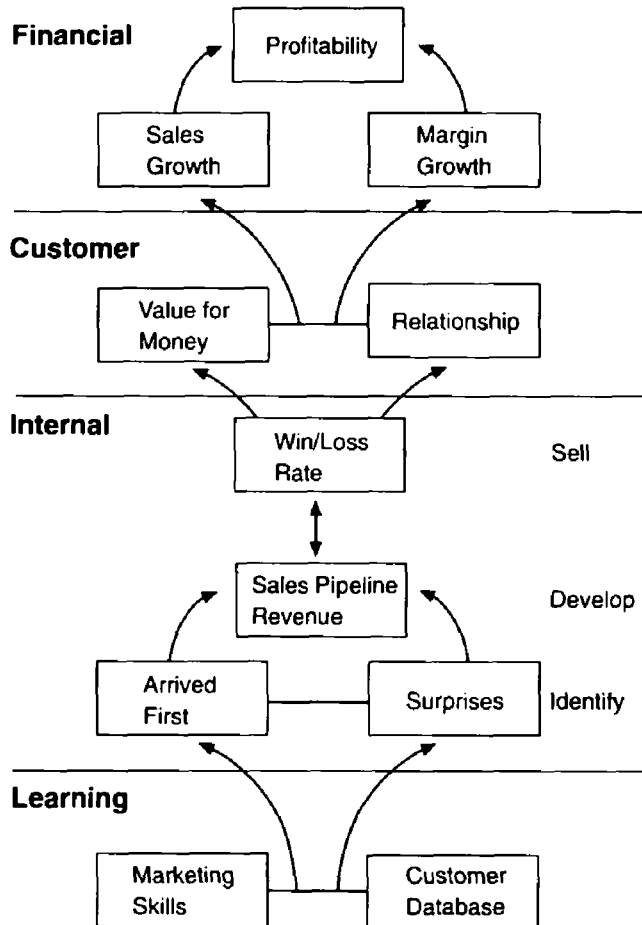 Financial
Profitability
Sales
Growth
Margin
Growth
Customer
Value for
Money
Relationship
Internal
Win/Loss
Rate
Sell
Sales Pipeline
Revenue
Develop
Arrived
First
Surprises
Identify
Learning
Marketing
Skills
Customer
Database